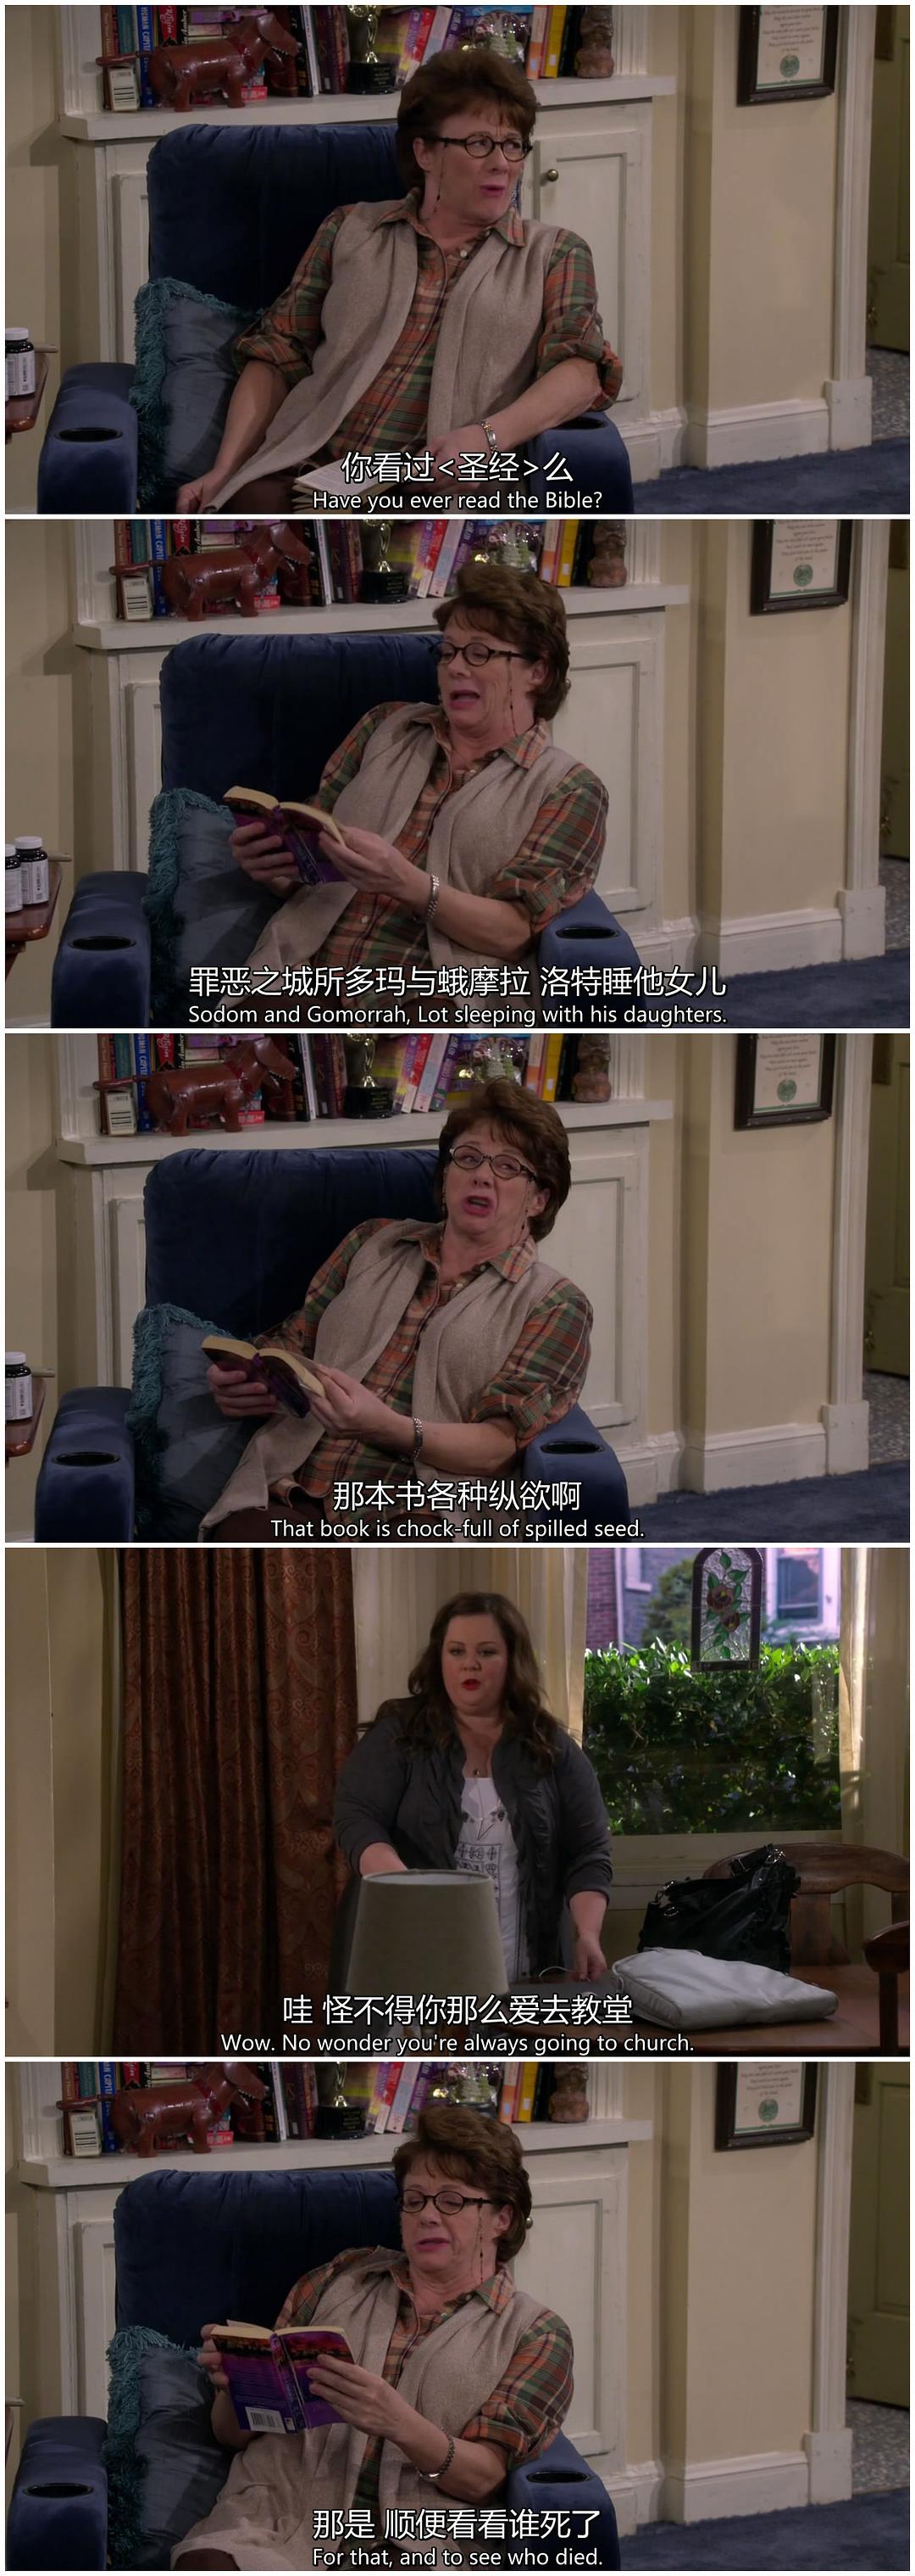 你看过<圣经>么
Have you ever read the Bible?
罪恶之城所多玛与蛾摩拉 洛特睡他女儿
Sodom and Gomorrah, Lot sleeping with his daughters.
那本书各种纵欲啊
That book is chock-full of spilled seed.
哇 怪不得你那么爱去教堂
Wow. No wonder you're always going to church.
那是 顺便看看谁死了
For that, and to see who died.